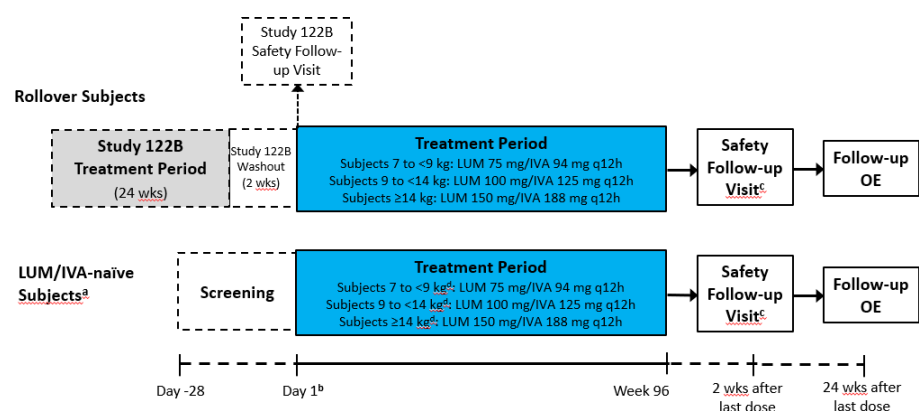 Study 122B
Safety Follow-
up Visit
Rollover Subjects
Study 122B
Treatment Period
(24 wks)
Study 122B
Washout
(2 wks)
Treatment Period
Subjects 7 to <9 kg: LUM 75 mg/IVA 94 mg q12h
Subjects 9 to <14 kg: LUM 100 mg/IVA 125 mg q12h
Subjects ≥14 kg: LUM 150 mg/IVA 188 mg q12h
Safety
Follow-up
Visitᶜ
Follow-up
OE
LUM/IVA-naïve
Subjectsᵃ
Screening
Treatment Period
Subjects 7 to <9 kgᵈ: LUM 75 mg/IVA 94 mg q12h
Subjects 9 to <14 kgᵈ: LUM 100 mg/IVA 125 mg q12h
Subjects ≥14 kgᵈ: LUM 150 mg/IVA 188 mg q12h
Safety
Follow-up
Visitᶜ
Follow-up
OE
Day -28
Day 1ᵇ
Week 96
2 wks after
last dose
24 wks after
last dose